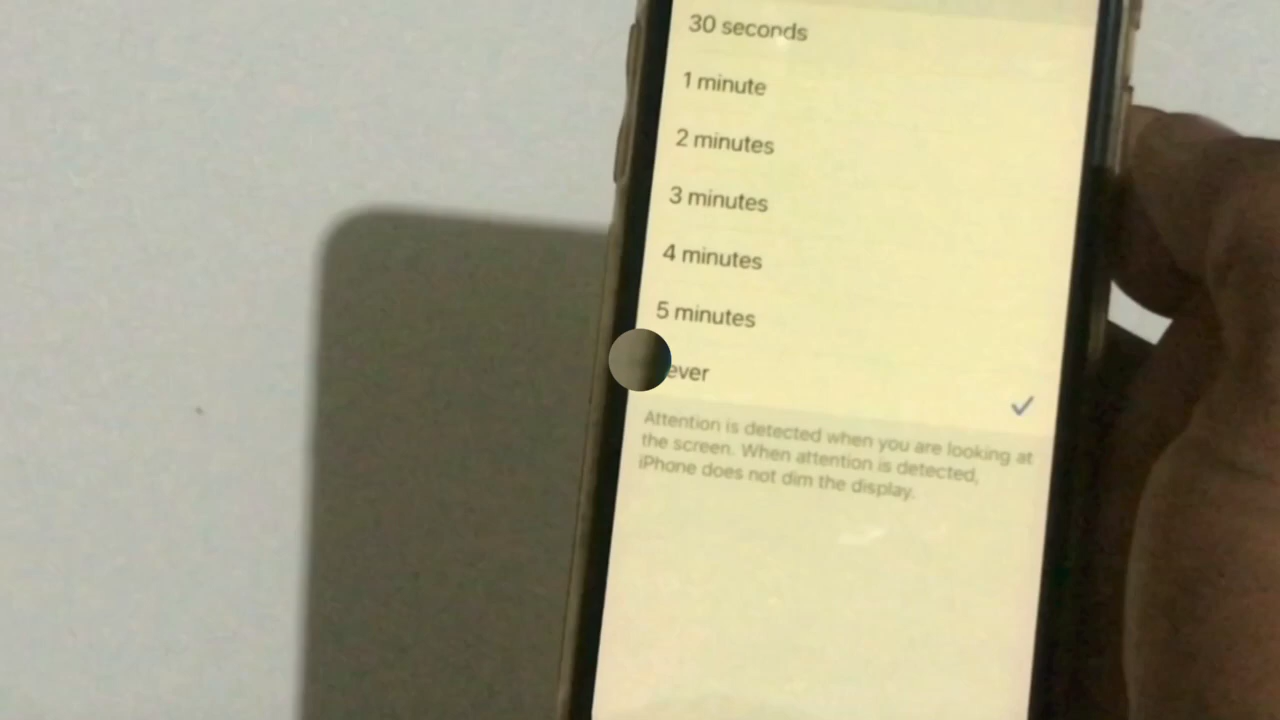 30 seconds
1 minute
2 minutes
3 minutes
4 minutes
5 minutes
Attention is detected when you are looking at
the screen. When attention is detected,
iPhone does not dim the display.